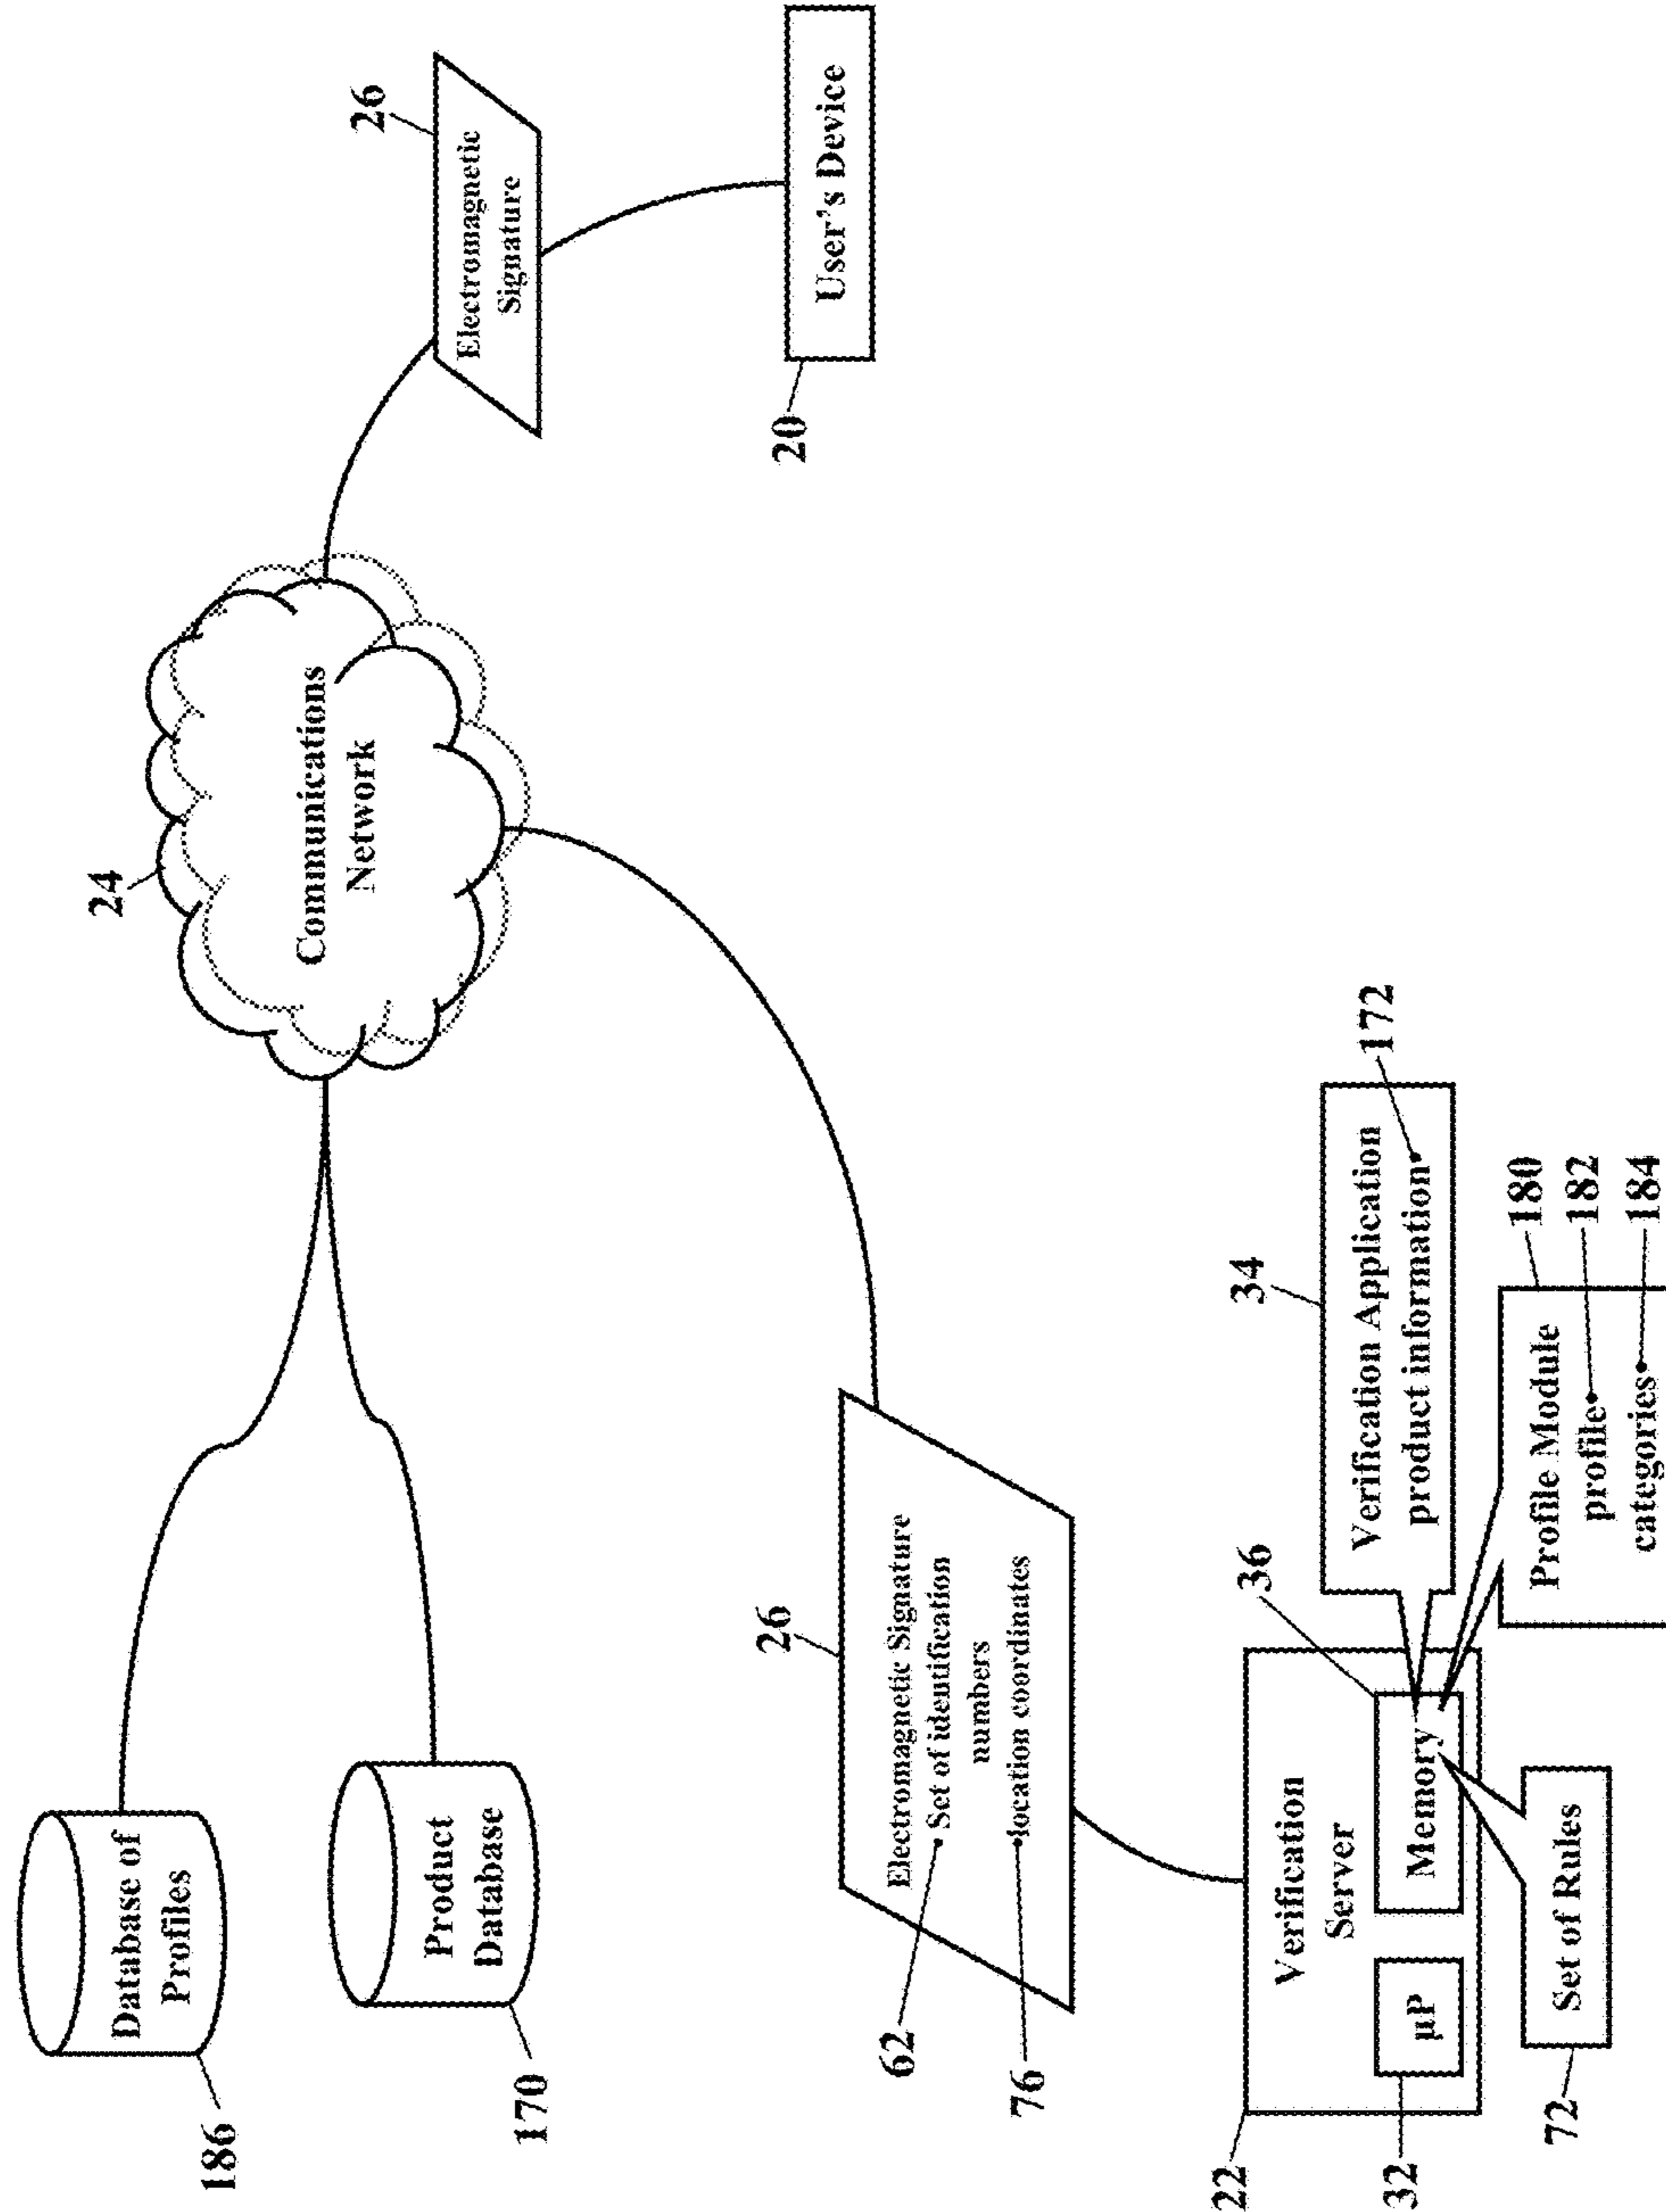 186
Database of
Profiles
170
Product
Database
24
Communications
Network
26
Electromagnetic
Signature
20
User's Device
26
Electromagnetic Signature
62
Set of identification
numbers
76
location coordinates
22
Verification
Server
32
µP
36
Memory
34
Verification Application
product information
172
72
Set of Rules
Profile Module
180
profile
182
categories
184